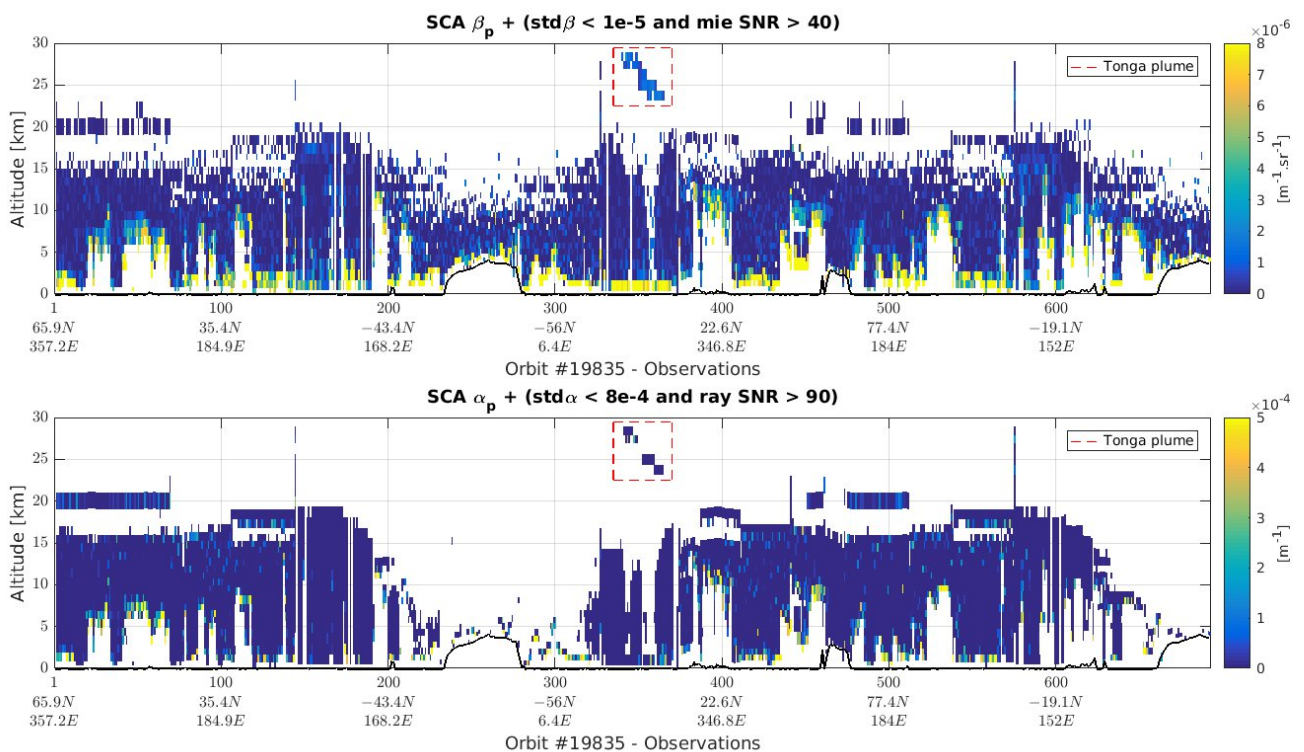 SCA βp + (stdβ < 1e-5 and mie SNR > 40)
×10-6
30
25
20
15
10
5
0
Altitude [km]
Tonga plume
8
7
6
5
4
3
2
1
0
[m-1.sr-1]
1 100 200 300 400 500 600
65.9N 35.4N −43.4N −56N 22.6N 77.4N −19.1N
357.2E 184.9E 168.2E 6.4E 346.8E 184E 152E
Orbit #19835 - Observations
SCA αp + (stdα < 8e-4 and ray SNR > 90)
×10-4
30
25
20
15
10
5
0
Altitude [km]
Tonga plume
5
4
3
2
1
0
[m-1]
1 100 200 300 400 500 600
65.9N 35.4N −43.4N −56N 22.6N 77.4N −19.1N
357.2E 184.9E 168.2E 6.4E 346.8E 184E 152E
Orbit #19835 - Observations